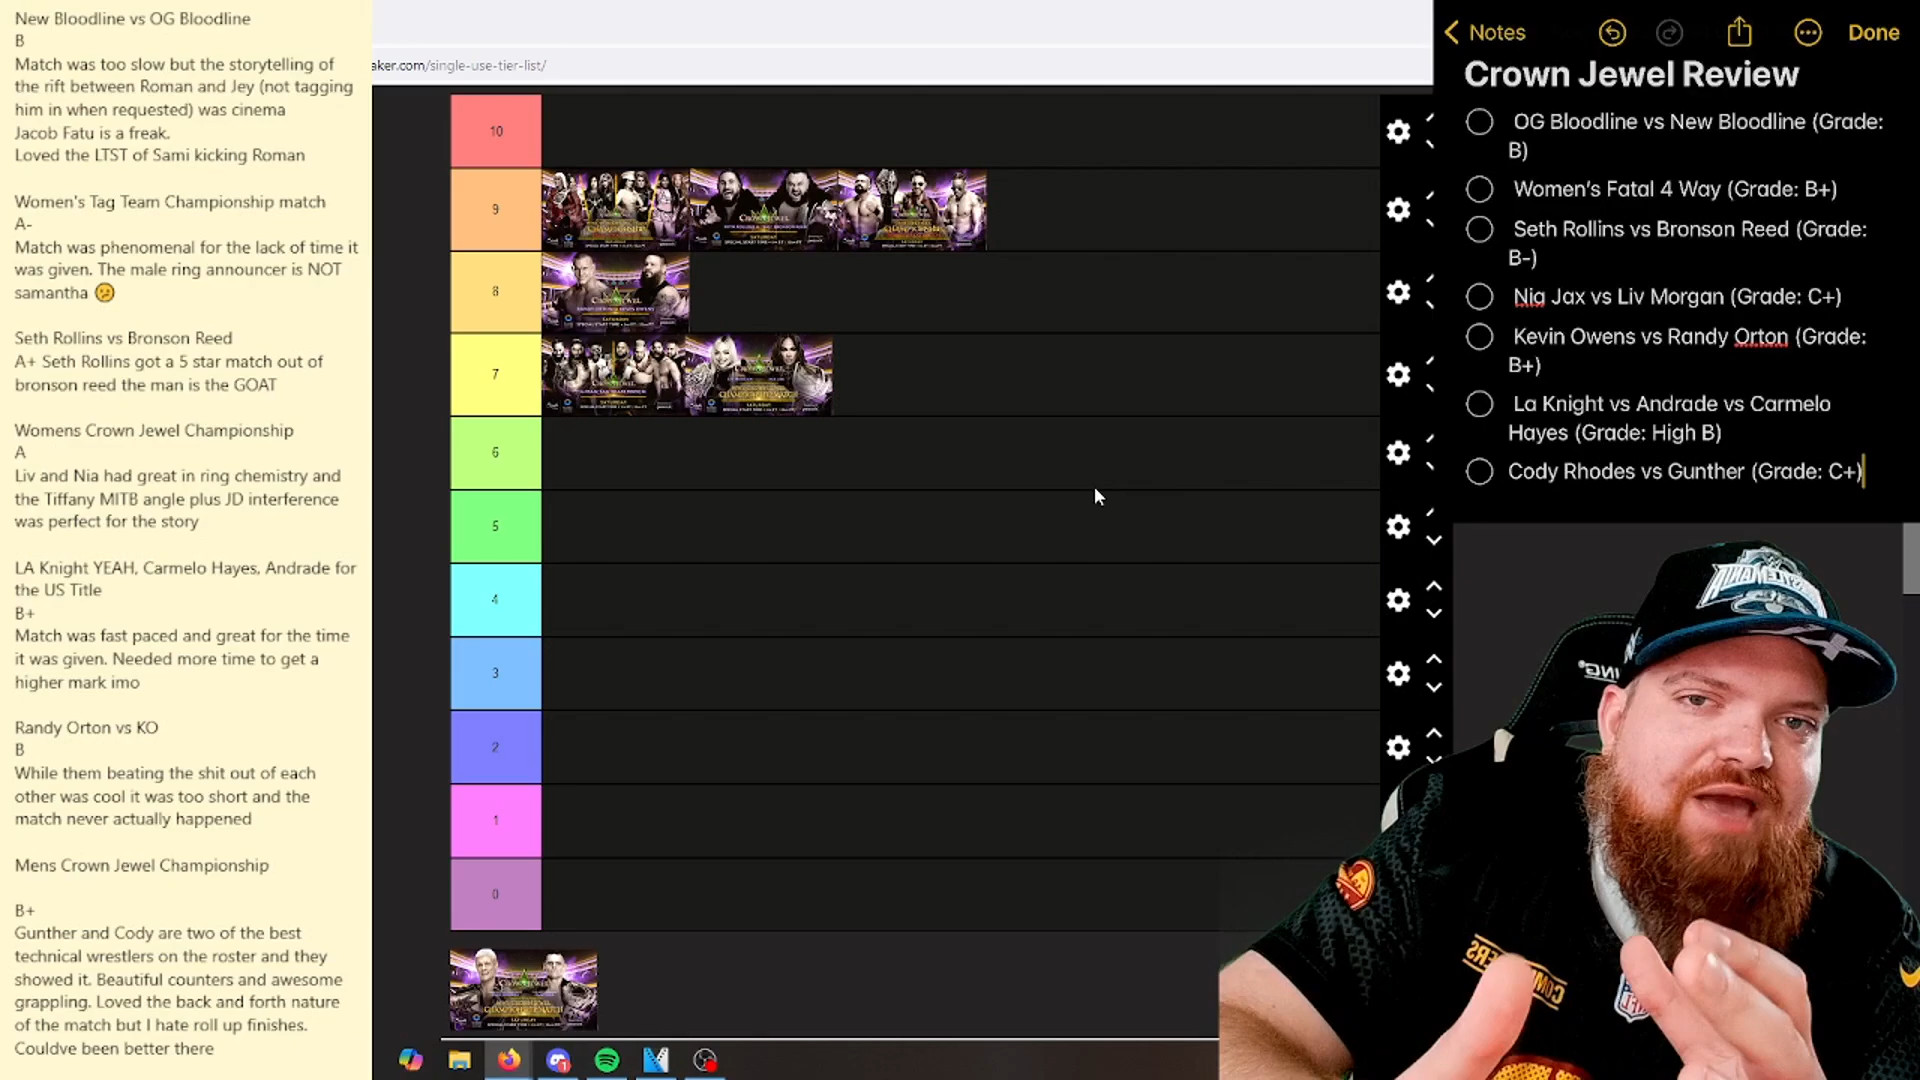 New Bloodline vs OG Bloodline
B
Match was too slow but the storytelling of
the rift between Roman and Jey (not tagging
him in when requested) was cinema
Jacob Fatu is a freak.
Loved the LTST of Sami kicking Roman
Women's Tag Team Championship match
A-
Match was phenomenal for the lack of time it
was given. The male ring announcer is NOT
samantha 😕
Seth Rollins vs Bronson Reed
A+ Seth Rollins got a 5 star match out of
bronson reed the man is the GOAT
Womens Crown Jewel Championship
A
Liv and Nia had great in ring chemistry and
the Tiffany MITB angle plus JD interference
was perfect for the story
LA Knight YEAH, Carmelo Hayes, Andrade for
the US Title
B+
Match was fast paced and great for the time
it was given. Needed more time to get a
higher mark imo
Randy Orton vs KO
B
While them beating the shit out of each
other was cool it was too short and the
match never actually happened
Mens Crown Jewel Championship
B+
Gunther and Cody are two of the best
technical wrestlers on the roster and they
showed it. Beautiful counters and awesome
grappling. Loved the back and forth nature
of the match but I hate roll up finishes.
Couldve been better there
aker.com/single-use-tier-list/
10
9
8
7
6
5
4
3
2
1
0
Notes
Done
Crown Jewel Review
OG Bloodline vs New Bloodline (Grade:
B)
Women's Fatal 4 Way (Grade: B+)
Seth Rollins vs Bronson Reed (Grade:
B-)
Nig Jax vs Liv Morgan (Grade: C+)
Kevin Owens vs Randy Orton (Grade:
B+)
La Knight vs Andrade vs Carmelo
Hayes (Grade: High B)
Cody Rhodes vs Gunther (Grade: C+)